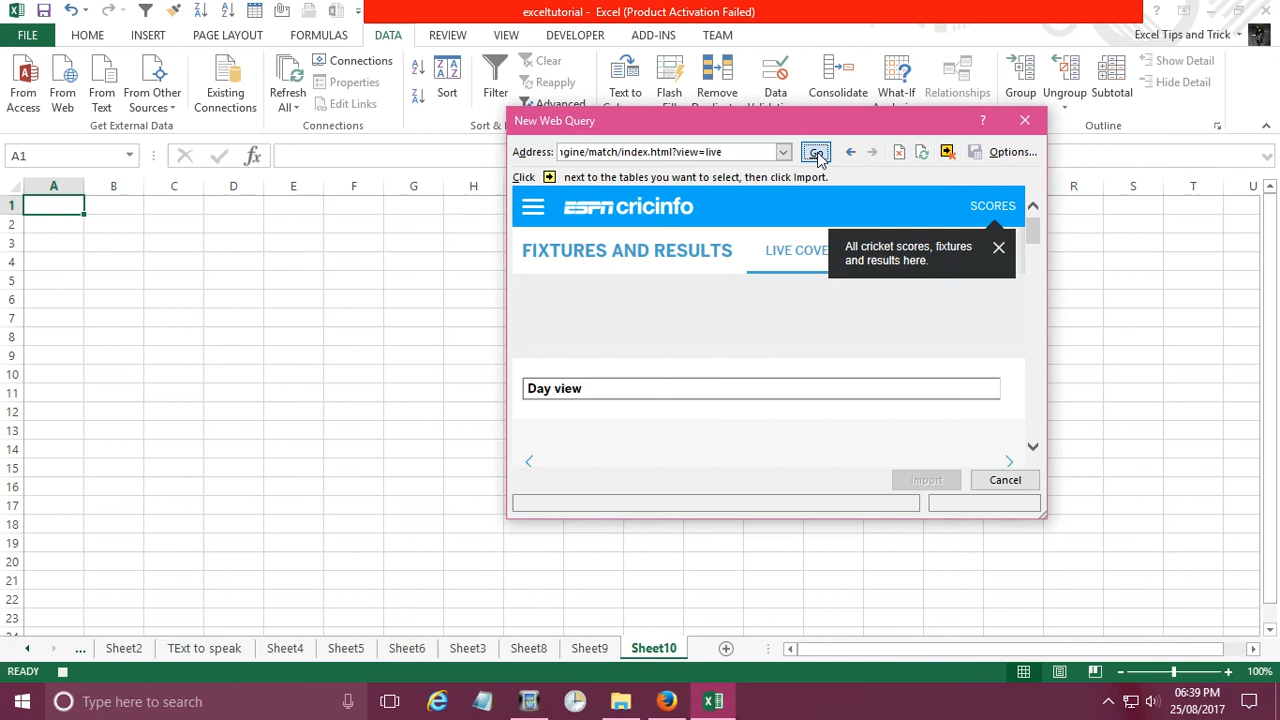 exceltutorial - Excel (Product Activation Failed)
FILE HOME INSERT PAGE LAYOUT FORMULAS DATA REVIEW VIEW DEVELOPER ADD-INS TEAM Excel Tips and Trick
From Access
From Web
From Text
From Other Sources
Existing Connections
Get External Data
Refresh All
Connections
Properties
Edit Links
Connections
Sort
Filter
Clear
Reapply
Advanced
Sort &
Text to
Flash Fill
Remove
Data
Consolidate
What-If
Relationships
Group
Ungroup
Subtotal
Show Detail
Hide Detail
Outline
A1
A B C D E F G H R S T U
1
2
3
4
5
6
7
8
9
10
11
12
13
14
15
16
17
18
19
20
21
22
23
New Web Query
Address: ngine/match/index.html?view=live Go Options...
Click next to the tables you want to select, then click Import.
ESPN cricinfo SCORES
FIXTURES AND RESULTS LIVE COVE
All cricket scores, fixtures
and results here.
Day view
Import Cancel
... Sheet2 TExt to speak Sheet4 Sheet5 Sheet6 Sheet3 Sheet8 Sheet9 Sheet10
READY 100%
Type here to search
06:39 PM
25/08/2017